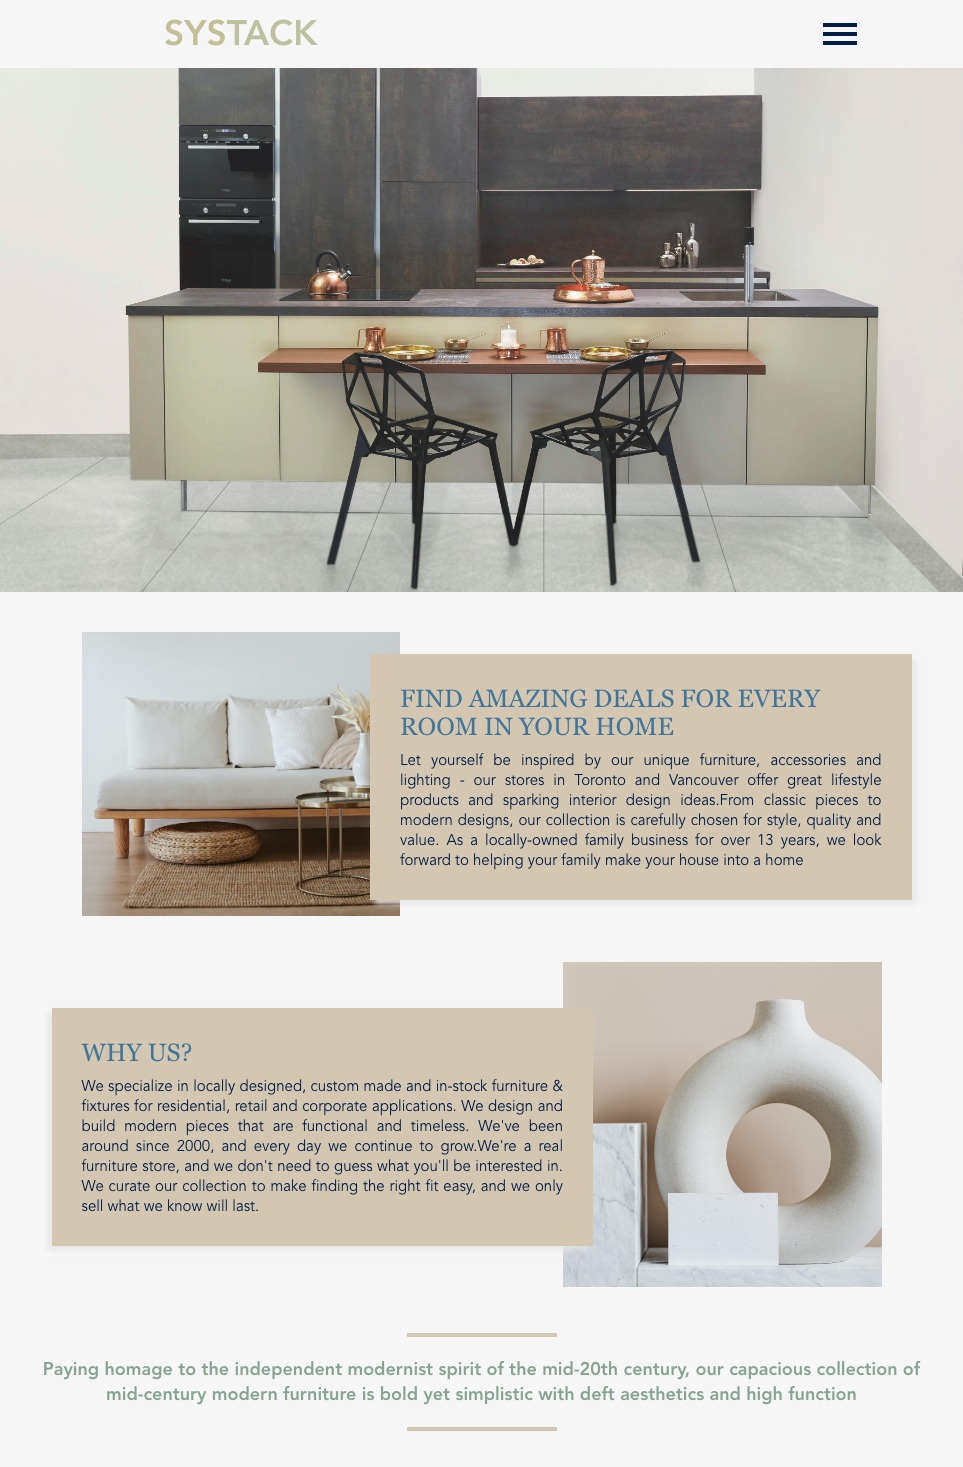 SYSTACK
FIND AMAZING DEALS FOR EVERY
ROOM IN YOUR HOME
Let yourself be inspired by our unique furniture, accessories and
lighting - our stores in Toronto and Vancouver offer great lifestyle
products and sparking interior design ideas.From classic pieces to
modern designs, our collection is carefully chosen for style, quality and
value. As a locally-owned family business for over 13 years, we look
forward to helping your family make your house into a home
WHY US?
We specialize in locally designed, custom made and in-stock furniture &
fixtures for residential, retail and corporate applications. We design and
build modern pieces that are functional and timeless. We've been
around since 2000, and every day we continue to grow.We're a real
furniture store, and we don't need to guess what you'll be interested in.
We curate our collection to make finding the right fit easy, and we only
sell what we know will last.
Paying homage to the independent modernist spirit of the mid-20th century, our capacious collection of
mid-century modern furniture is bold yet simplistic with deft aesthetics and high function